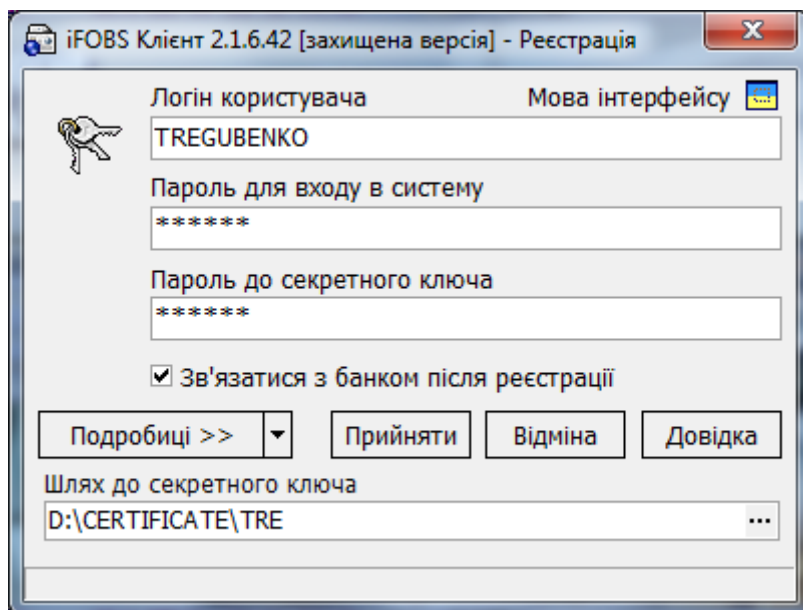 iFOBS Клієнт 2.1.6.42 [захищена версія] - Реєстрація
Логін користувача Мова інтерфейсу
TREGUBENKO
Пароль для входу в систему
******
Пароль до секретного ключа
******
Зв'язатися з банком після реєстрації
Подробиці >> Прийняти Відміна Довідка
Шлях до секретного ключа
D:\CERTIFICATE\TRE ...